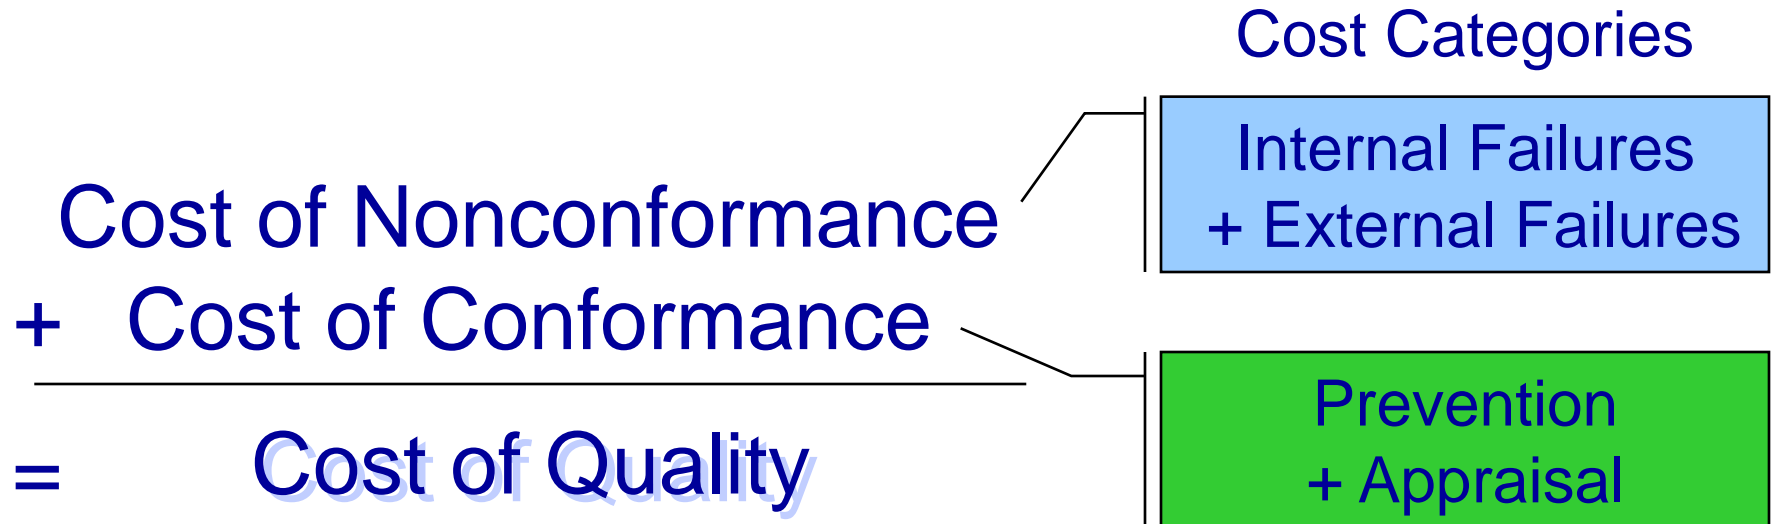 Cost Categories
Internal Failures
+ External Failures
Cost of Nonconformance
+ Cost of Conformance
Prevention
+ Appraisal
= Cost of Quality